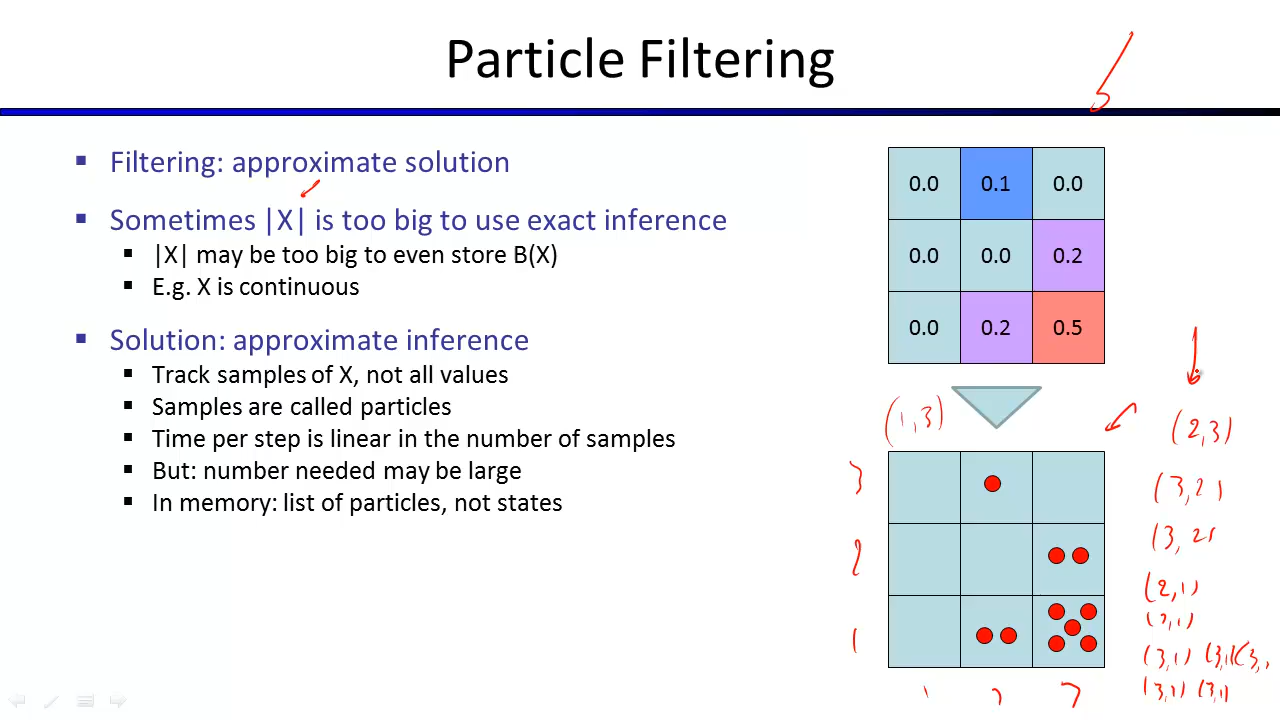 Particle Filtering
Filtering: approximate solution
Sometimes |X| is too big to use exact inference
|X| may be too big to even store B(X)
E.g. X is continuous
Solution: approximate inference
Track samples of X, not all values
Samples are called particles
Time per step is linear in the number of samples
But: number needed may be large
In memory: list of particles, not states
0.0 0.1 0.0
0.0 0.0 0.2
0.0 0.2 0.5
(1,3)
3
2
1
(2,3)
(3,2)
(3,2)
(2,1)
(3,1) (3,1) (3,
(3,1) (3,1)